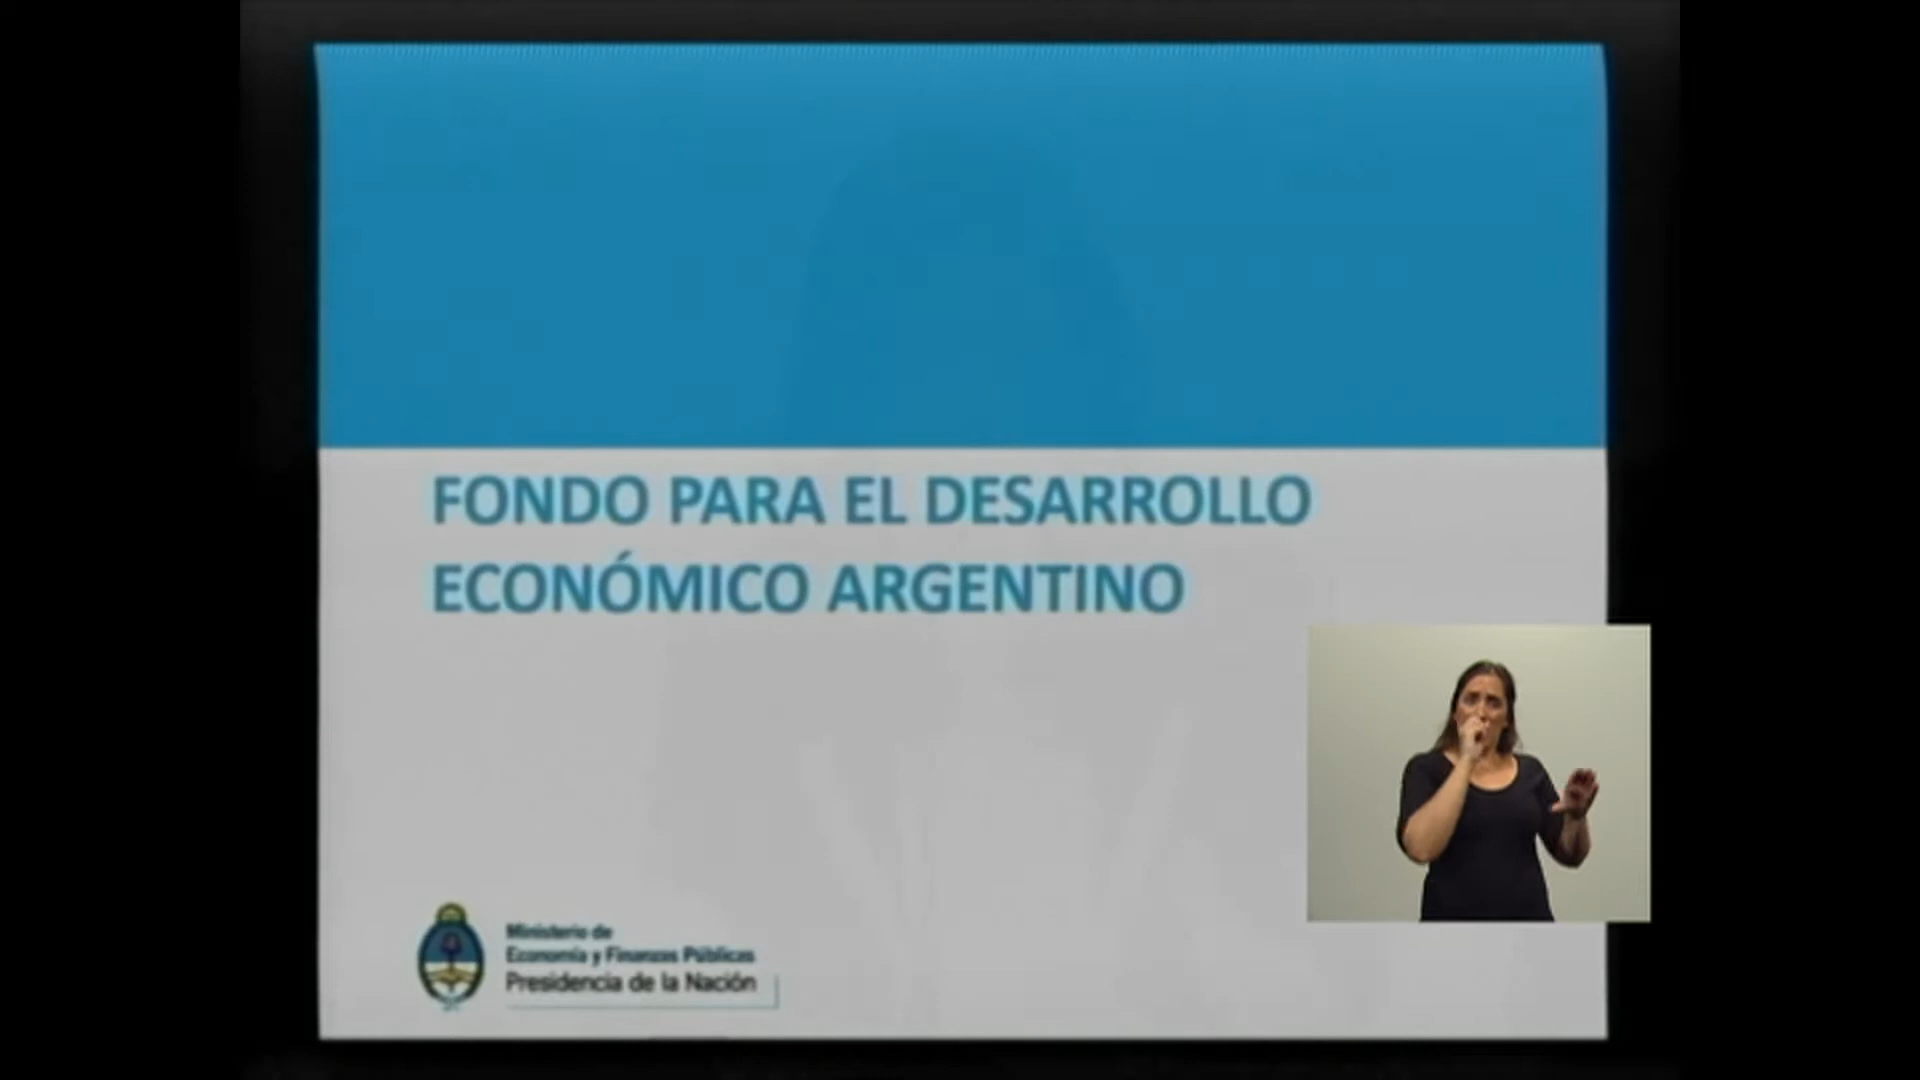 FONDO PARA EL DESARROLLO
ECONÓMICO ARGENTINO
Ministerio de
Economía y Finanzas Públicas
Presidencia de la Nación